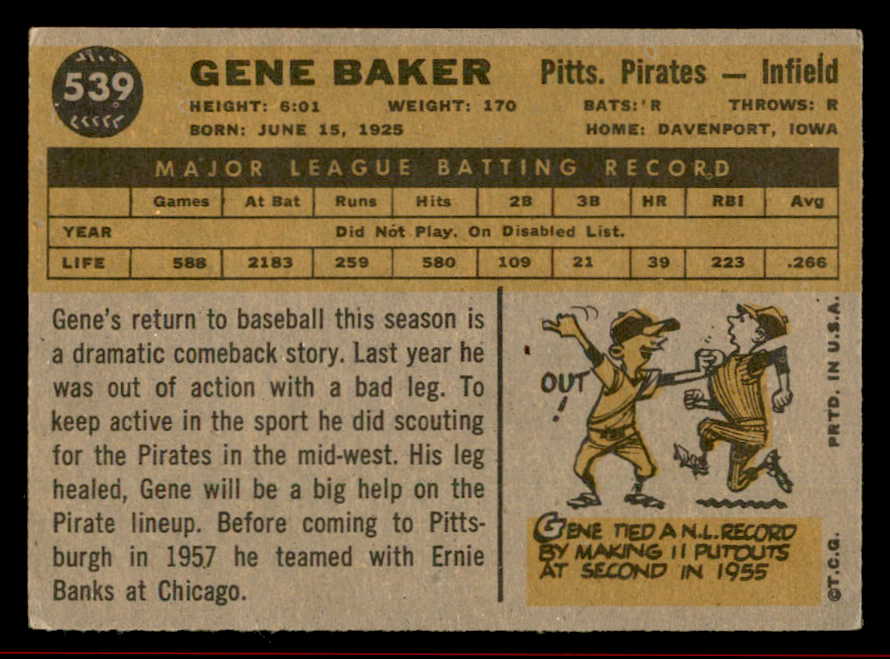 539
GENE BAKER
Pitts. Pirates — Infield
HEIGHT: 6:01 WEIGHT: 170 BATS: R THROWS: R
BORN: JUNE 15, 1925 HOME: DAVENPORT, IOWA
MAJOR LEAGUE BATTING RECORD
Games At Bat Runs Hits 2B 3B HR RBI Avg
YEAR Did Not Play. On Disabled List.
LIFE 588 2183 259 580 109 21 39 223 .266
Gene's return to baseball this season is
a dramatic comeback story. Last year he
was out of action with a bad leg. To
keep active in the sport he did scouting
for the Pirates in the mid-west. His leg
healed, Gene will be a big help on the
Pirate lineup. Before coming to Pitts-
burgh in 1957 he teamed with Ernie
Banks at Chicago.
OUT!
GENE TIED A N.L. RECORD
BY MAKING 11 PUTOUTS
AT SECOND IN 1955
©T.C.G. PRTD. IN U.S.A.